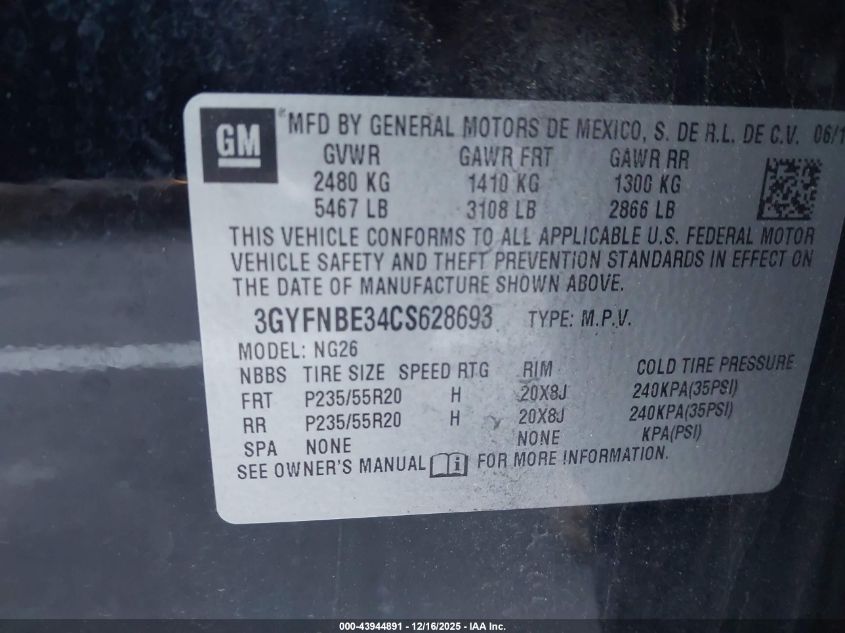 GM
*MFD BY GENERAL MOTORS DE MEXICO, S. DE R.L. DE C.V. 06/1
GVWR GAWR FRT GAWR RR
2480 KG 1410 KG 1300 KG
5467 LB 3108 LB 2866 LB
THIS VEHICLE CONFORMS TO ALL APPLICABLE U.S. FEDERAL MOTOR
VEHICLE SAFETY AND THEFT PREVENTION STANDARDS IN EFFECT ON
THE DATE OF MANUFACTURE SHOWN ABOVE.
3GYFNBE34CS628693 TYPE: M.P.V.
MODEL: NG26
NBBS TIRE SIZE SPEED RTG RIM COLD TIRE PRESSURE
FRT P235/55R20 H 20X8J 240KPA(35PSI)
RR P235/55R20 H 20X8J 240KPA(35PSI)
SPA NONE NONE KPA(PSI)
SEE OWNER'S MANUAL FOR MORE INFORMATION.
000-43944891 - 12/16/2025 - IAA Inc.